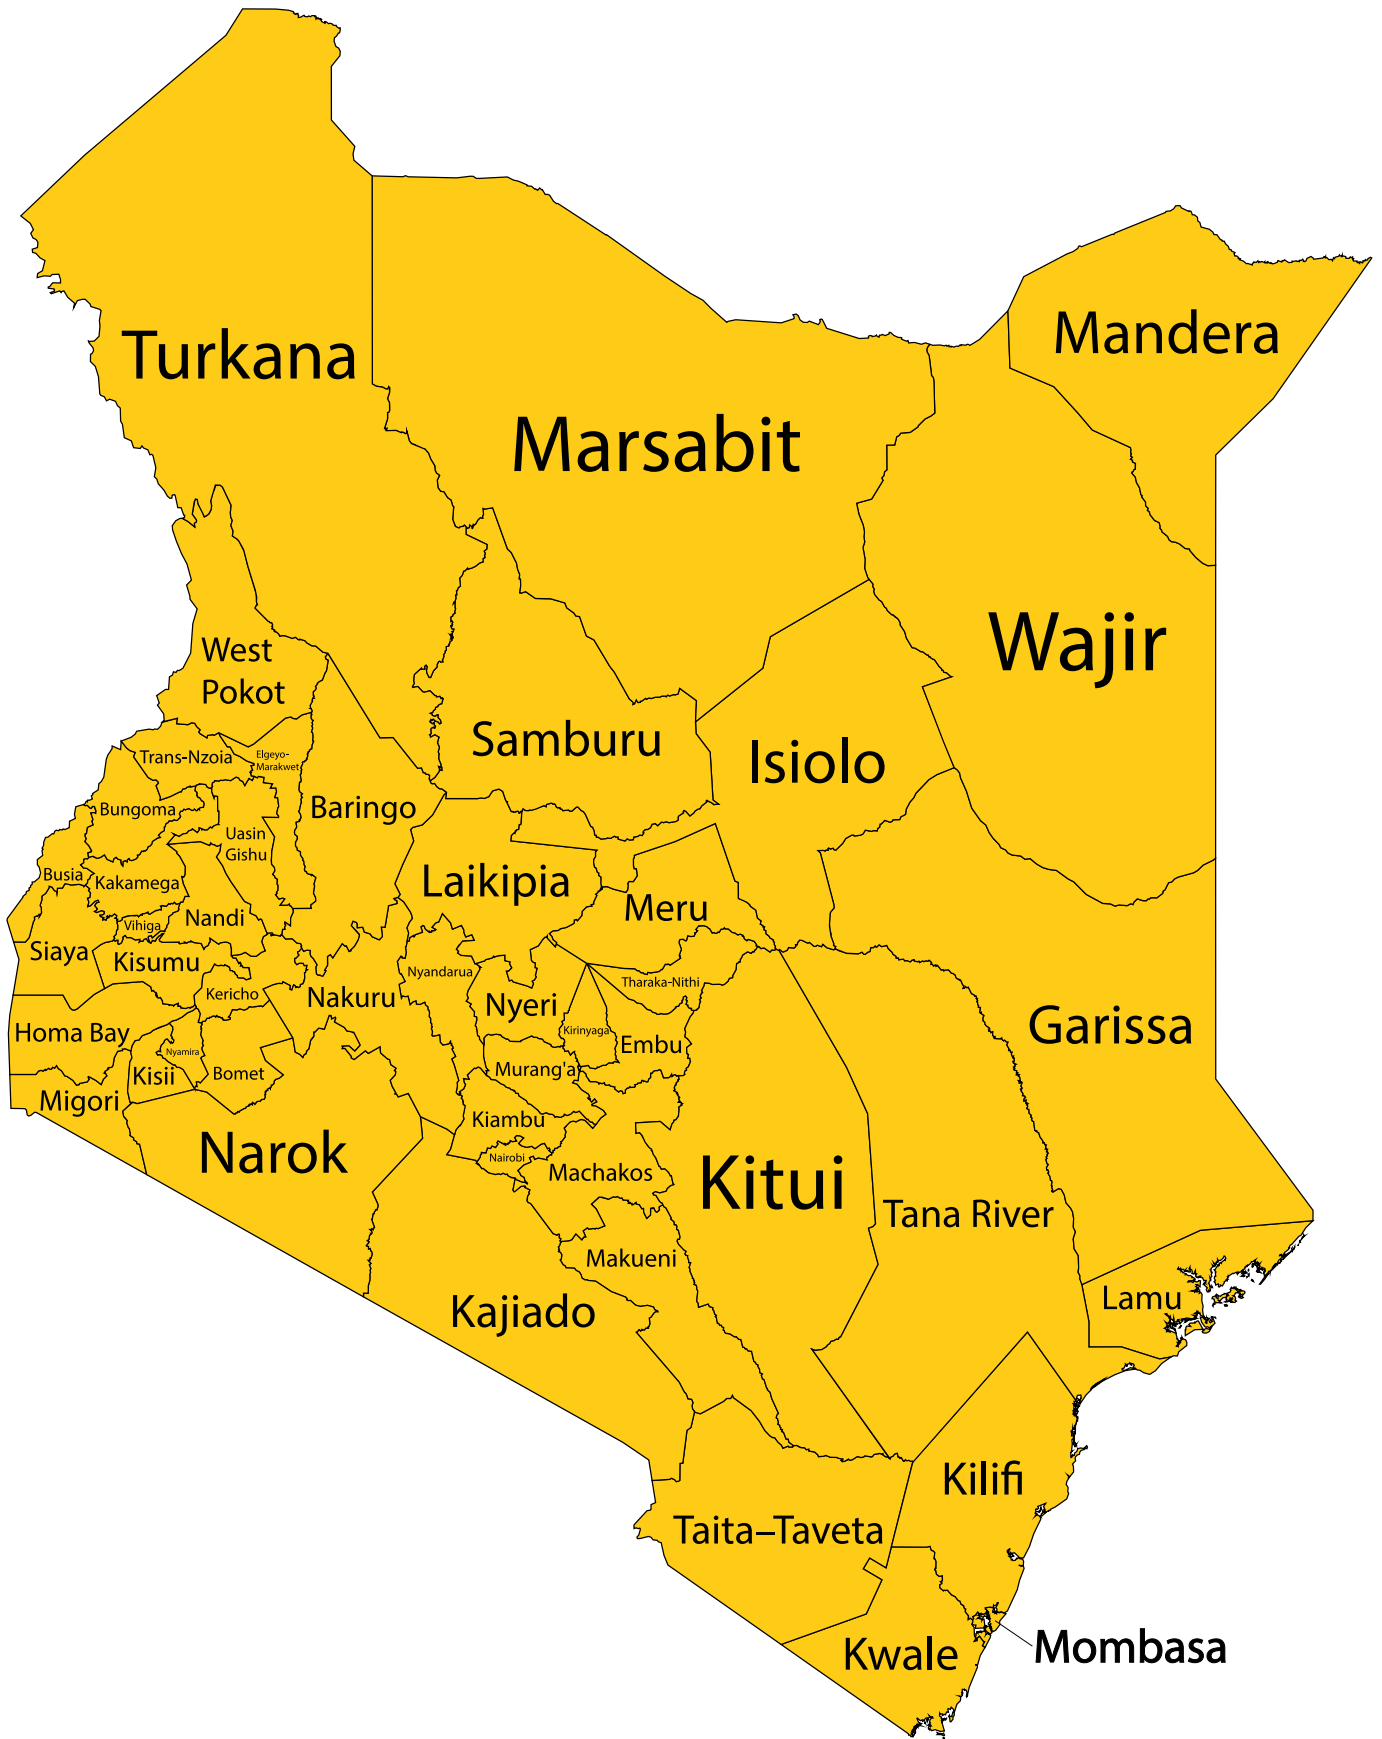 Mandera
Turkana
Marsabit
Wajir
West
Pokot
Samburu
Isiolo
Trans-Nzoia
Elgeyo-
Marakwet
Baringo
Bungoma
Uasin
Gishu
Busia
Kakamega
Laikipia
Meru
Vihiga
Nandi
Siaya
Kisumu
Nyandarua
Tharaka-Nithi
Kericho
Nakuru
Nyeri
Garissa
Homa Bay
Kirinyaga
Embu
Nyamira
Kisii
Bomet
Murang'a
Migori
Kiambu
Narok
Nairobi
Machakos
Kitui
Tana River
Makueni
Lamu
Kajiado
Kilifi
Taita–Taveta
Kwale
Mombasa